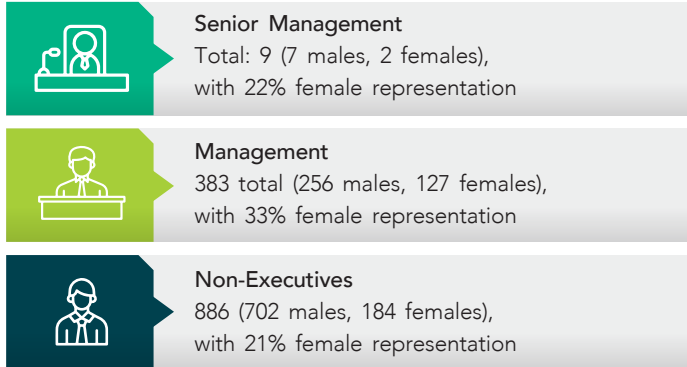 Senior Management
Total: 9 (7 males, 2 females),
with 22% female representation
Management
383 total (256 males, 127 females),
with 33% female representation
Non-Executives
886 (702 males, 184 females),
with 21% female representation